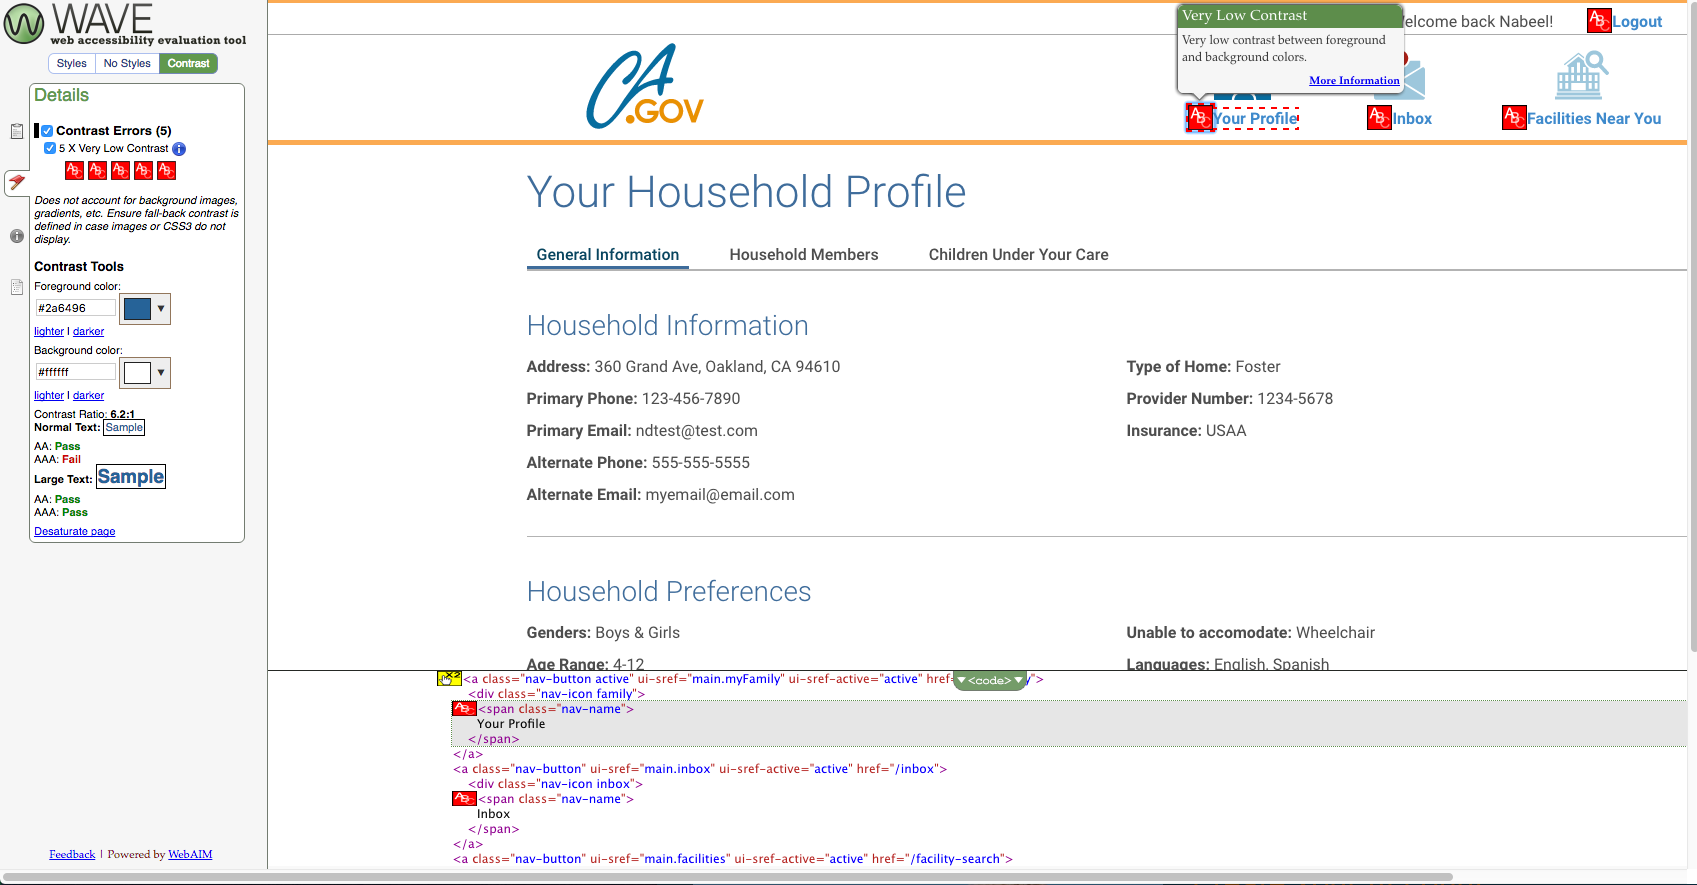 WAVE
web accessibility evaluation tool
Styles No Styles Contrast
Details
Contrast Errors (5)
5 X Very Low Contrast
ABC ABC ABC ABC ABC
Does not account for background images,
gradients, etc. Ensure fall-back contrast is
defined in case images or CSS3 do not
display.
Contrast Tools
Foreground color:
#2a6496
lighter | darker
Background color:
#ffffff
lighter | darker
Contrast Ratio: 6.2:1
Normal Text: Sample
AA: Pass
AAA: Fail
Large Text: Sample
AA: Pass
AAA: Pass
Desaturate page
Feedback | Powered by WebAIM
Very Low Contrast
Very low contrast between foreground
and background colors.
More Information
elcome back Nabeel!
ABC Logout
CA.GOV
ABC Your Profile
ABC Inbox
ABC Facilities Near You
Your Household Profile
General Information Household Members Children Under Your Care
Household Information
Address: 360 Grand Ave, Oakland, CA 94610
Primary Phone: 123-456-7890
Primary Email: ndtest@test.com
Alternate Phone: 555-555-5555
Alternate Email: myemail@email.com
Type of Home: Foster
Provider Number: 1234-5678
Insurance: USAA
Household Preferences
Genders: Boys & Girls
Age Range: 4-12
Unable to accomodate: Wheelchair
Languages: English, Spanish
<code>
X2 <a class="nav-button active" ui-sref="main.myFamily" ui-sref-active="active" href y">
<div class="nav-icon family">
ABC <span class="nav-name">
Your Profile
</span>
</a>
<a class="nav-button" ui-sref="main.inbox" ui-sref-active="active" href="/inbox">
<div class="nav-icon inbox">
ABC <span class="nav-name">
Inbox
</span>
</a>
<a class="nav-button" ui-sref="main.facilities" ui-sref-active="active" href="/facility-search">